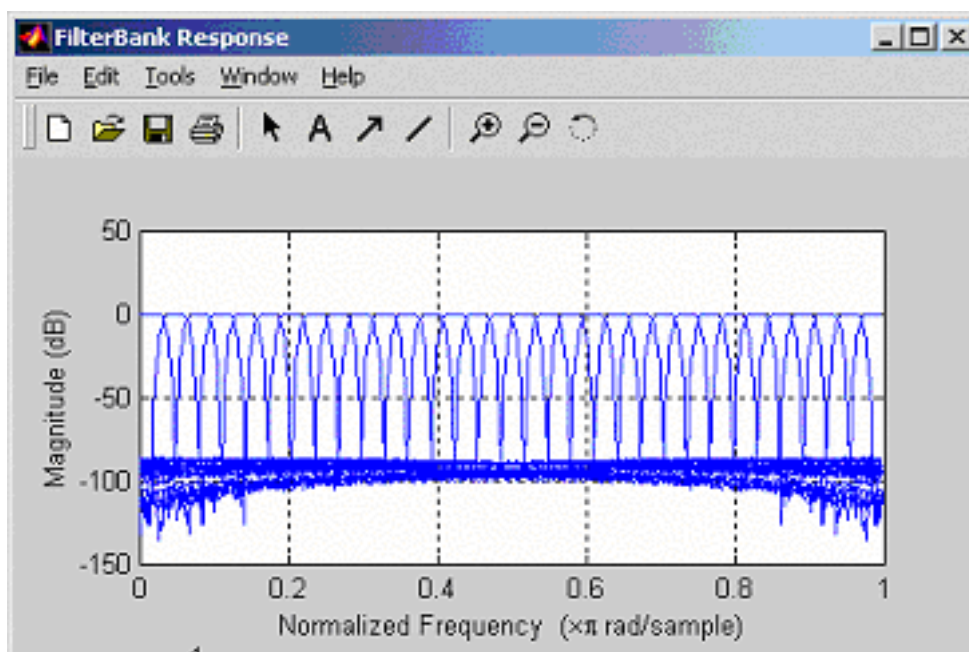 FilterBank Response
File Edit Tools Window Help
A
50
0
-50
-100
-150
Magnitude (dB)
0 0.2 0.4 0.6 0.8 1
Normalized Frequency (×π rad/sample)